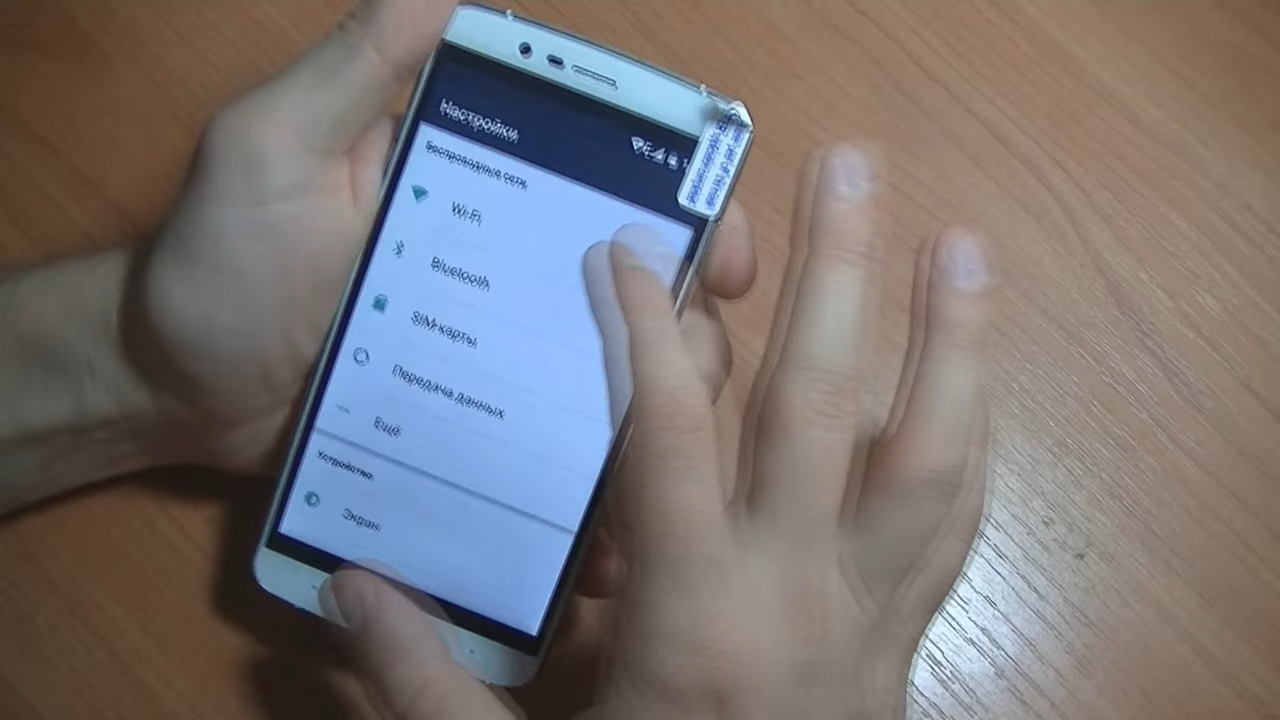 Настройки
Беспроводные сети
Wi-Fi
Bluetooth
SIM-карты
Передача данных
Ещё
Устройство
Экран